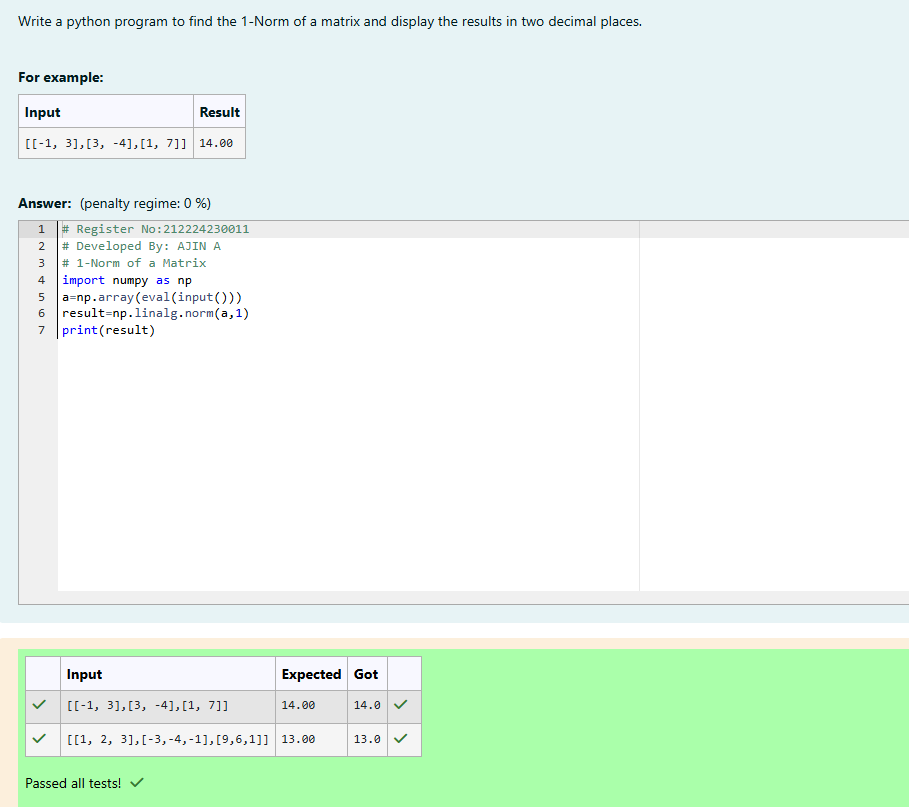 Write a python program to find the 1-Norm of a matrix and display the results in two decimal places.
For example:
Input Result
[[-1, 3],[3, -4],[1, 7]] 14.00
Answer: (penalty regime: 0 %)
1 # Register No:212224230011
2 # Developed By: AJIN A
3 # 1-Norm of a Matrix
4 import numpy as np
5 a=np.array(eval(input()))
6 result=np.linalg.norm(a,1)
7 print(result)
Input Expected Got
[[-1, 3],[3, -4],[1, 7]] 14.00 14.0
[[1, 2, 3],[-3,-4,-1],[9,6,1]] 13.00 13.0
Passed all tests!